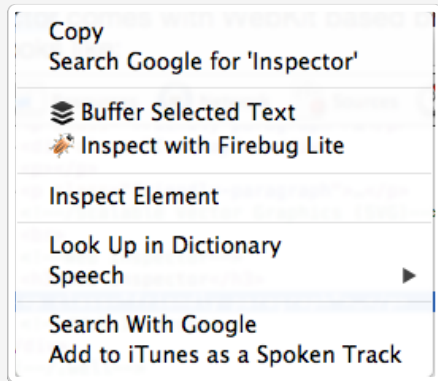 Copy
Search Google for 'Inspector'
Buffer Selected Text
Inspect with Firebug Lite
Inspect Element
Look Up in Dictionary
Speech
Search With Google
Add to iTunes as a Spoken Track